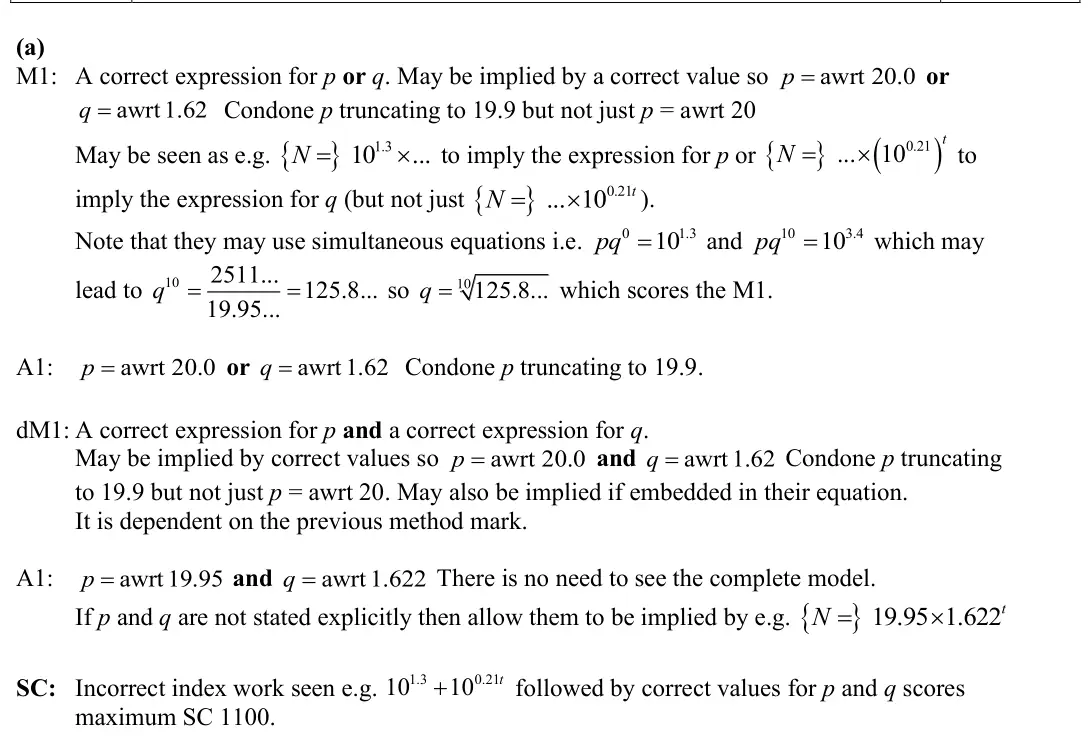 (a)
M1: A correct expression for p or q. May be implied by a correct value so p = awrt 20.0 or
q = awrt 1.62 Condone p truncating to 19.9 but not just p = awrt 20
May be seen as e.g. {N =} 10^{1.3} ×... to imply the expression for p or {N =} ...×(10^{0.21})^t to
imply the expression for q (but not just {N =} ...×10^{0.21t}).
Note that they may use simultaneous equations i.e. pq^0 = 10^{1.3} and pq^{10} = 10^{3.4} which may
lead to q^{10} = \frac{2511...}{19.95...} = 125.8... so q = \sqrt[10]{125.8...} which scores the M1.
A1: p = awrt 20.0 or q = awrt 1.62 Condone p truncating to 19.9.
dM1: A correct expression for p and a correct expression for q.
May be implied by correct values so p = awrt 20.0 and q = awrt 1.62 Condone p truncating
to 19.9 but not just p = awrt 20. May also be implied if embedded in their equation.
It is dependent on the previous method mark.
A1: p = awrt 19.95 and q = awrt 1.622 There is no need to see the complete model.
If p and q are not stated explicitly then allow them to be implied by e.g. {N =} 19.95×1.622^t
SC: Incorrect index work seen e.g. 10^{1.3} + 10^{0.21t} followed by correct values for p and q scores
maximum SC 1100.